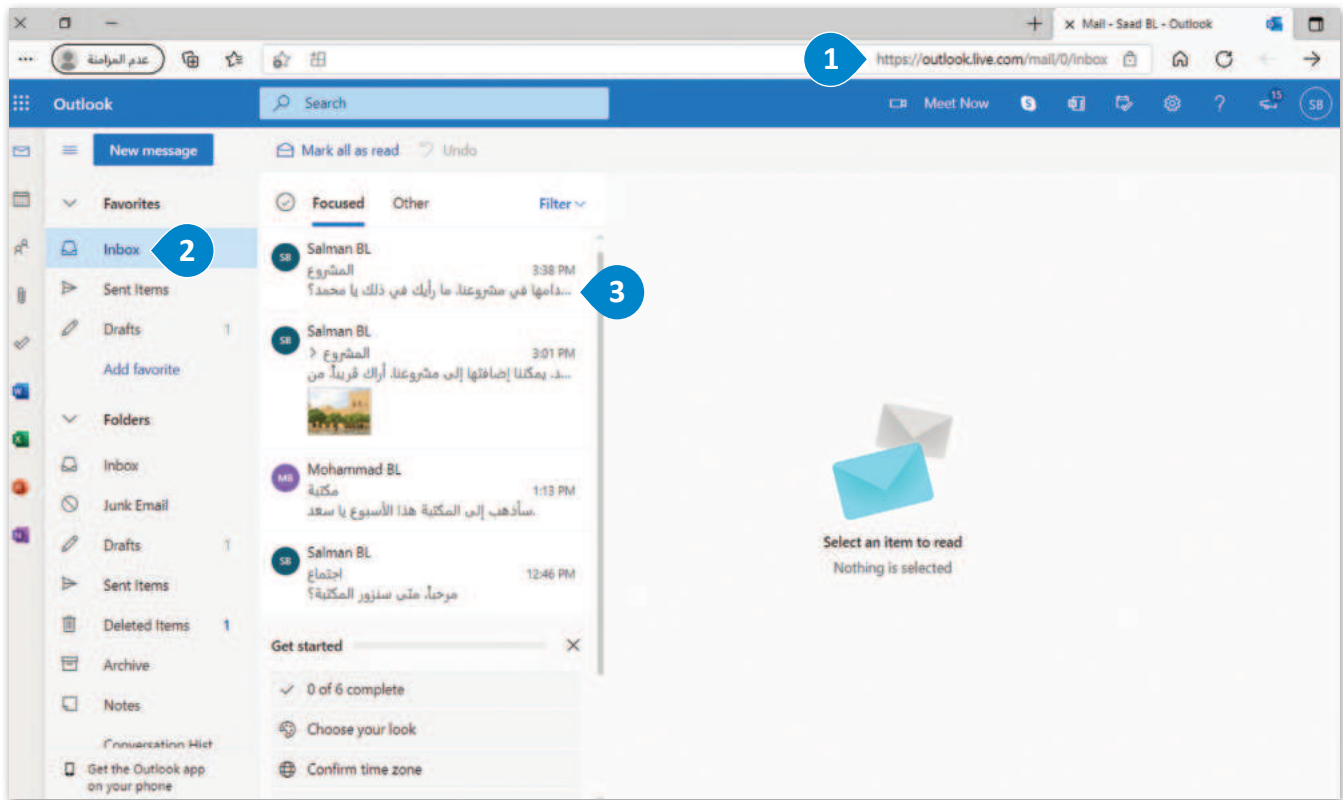 Mail - Saad BL - Outlook
عدم المزامنة
https://outlook.live.com/mail/0/inbox
1
Outlook
Search
Meet Now
15
SB
New message
Mark all as read
Undo
Favorites
Inbox
2
Sent Items
Drafts 1
Add favorite
Folders
Inbox
Junk Email
Drafts 1
Sent Items
Deleted Items 1
Archive
Notes
Conversation Hist
Get the Outlook app
on your phone
Focused Other Filter
SB
Salman BL
المشروع 3:38 PM
...دامها في مشروعنا، ما رأيك في ذلك يا محمد؟
3
SB
Salman BL
المشروع > 3:01 PM
...د. يمكننا إضافتها إلى مشروعنا. أراك قريباً. من
MB
Mohammad BL
مكتبة 1:13 PM
.سأذهب إلى المكتبة هذا الأسبوع يا سعد
SB
Salman BL
اجتماع 12:46 PM
مرحباً، متى سنزور المكتبة؟
Get started
0 of 6 complete
Choose your look
Confirm time zone
Select an item to read
Nothing is selected